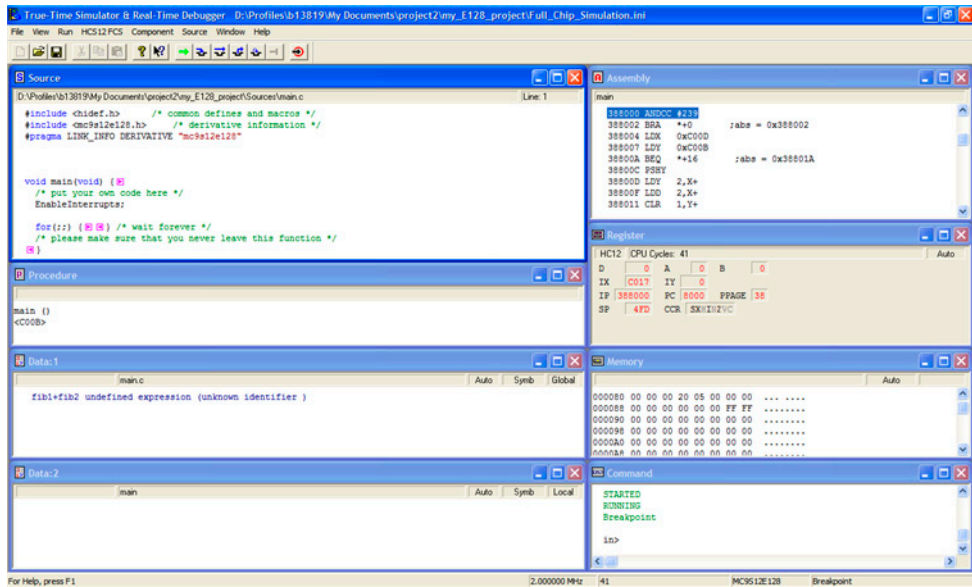 True-Time Simulator & Real-Time Debugger D:\Profiles\b13819\My Documents\project2\my_E128_project\Full_Chip_Simulation.ini
File View Run HCS12FCS Component Source Window Help
Source
D:\Profiles\b13819\My Documents\project2\my_E128_project\Sources\main.c Line: 1
#include <hidef.h> /* common defines and macros */
#include <mc9s12e128.h> /* derivative information */
#pragma LINK_INFO DERIVATIVE "mc9s12e128"
void main(void) {
/* put your own code here */
EnableInterrupts;
for(;;) { } /* wait forever */
/* please make sure that you never leave this function */
}
Assembly
main
388000 ANDCC #239
388002 BRA *+0 ;abs = 0x388002
388004 LDX 0xC00D
388007 LDY 0xC00B
38800A BEQ *+16 ;abs = 0x38801A
38800C PSHY
38800D LDY 2,X+
38800F LDD 2,X+
388011 CLR 1,Y+
Register
HC12 CPU Cycles: 41 Auto
D 0 A 0 B 0
IX C017 IY 0
IP 388000 PC 8000 PPAGE 38
SP 4FD CCR SXHINZVC
Procedure
main ()
<C00B>
Data:1
main.c Auto Symb Global
fib1+fib2 undefined expression (unknown identifier )
Memory
Auto
000080 00 00 00 20 05 00 00 00 ... ....
000088 00 00 00 00 00 00 FF FF ........
000090 00 00 00 00 00 00 00 00 ........
000098 00 00 00 00 00 00 00 00 ........
0000A0 00 00 00 00 00 00 00 00 ........
0000A8 00 00 00 00 00 00 00 00 ........
Data:2
main Auto Symb Local
Command
STARTED
RUNNING
Breakpoint
in>
For Help, press F1 2.000000 MHz 41 MC9S12E128 Breakpoint